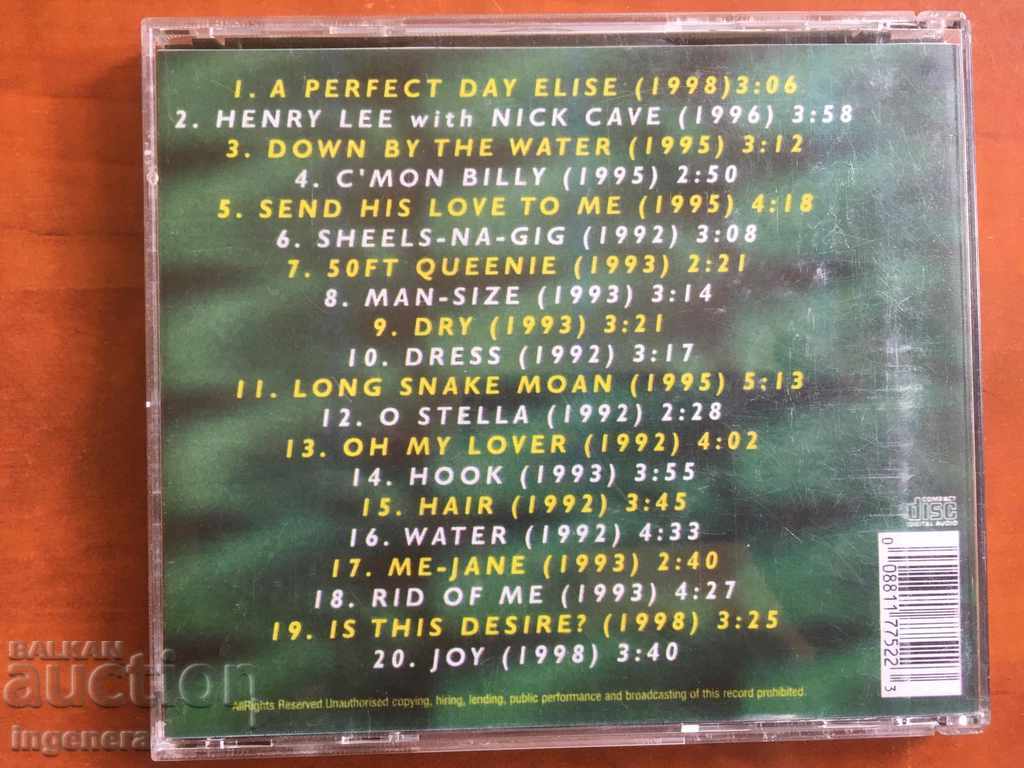 1. A PERFECT DAY ELISE (1998)3:06
2. HENRY LEE with NICK CAVE (1996) 3:58
3. DOWN BY THE WATER (1995) 3:12
4. C'MON BILLY (1995) 2:50
5. SEND HIS LOVE TO ME (1995) 4:18
6. SHEELS-NA-GIG (1992) 3:08
7. 50FT QUEENIE (1993) 2:21
8. MAN-SIZE (1993) 3:14
9. DRY (1993) 3:21
10. DRESS (1992) 3:17
11. LONG SNAKE MOAN (1995) 5:13
12. O STELLA (1992) 2:28
13. OH MY LOVER (1992) 4:02
14. HOOK (1993) 3:55
15. HAIR (1992) 3:45
16. WATER (1992) 4:33
17. ME-JANE (1993) 2:40
18. RID OF ME (1993) 4:27
19. IS THIS DESIRE? (1998) 3:25
20. JOY (1998) 3:40
AllRights Reserved.Unauthorised copying, hiring, lending, public performance and broadcasting of this record prohibited.
COMPACT
disc
DIGITAL AUDIO
0 08811 77522 3
BALKAN
auction
ingenera